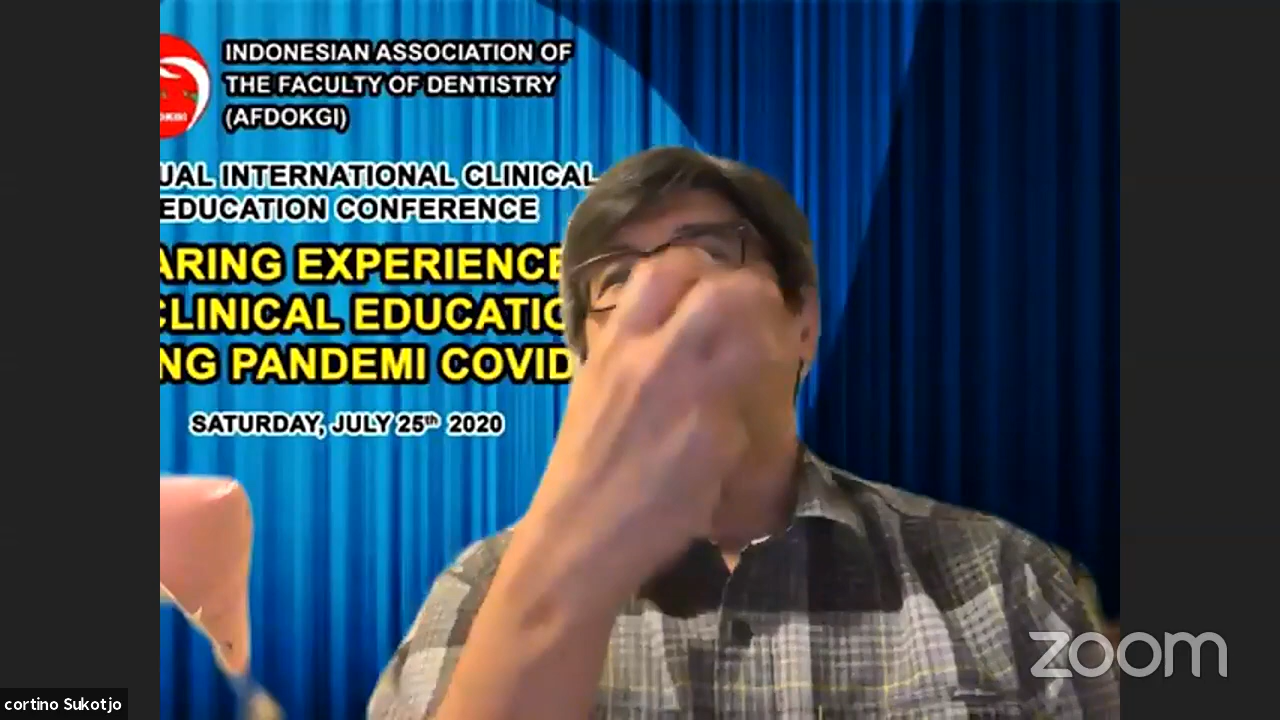 INDONESIAN ASSOCIATION OF
THE FACULTY OF DENTISTRY
(AFDOKGI)
UAL INTERNATIONAL CLINICAL
EDUCATION CONFERENCE
ARING EXPERIENCE
CLINICAL EDUCATIO
NG PANDEMI COVID
SATURDAY, JULY 25th 2020
zoom
cortino Sukotjo